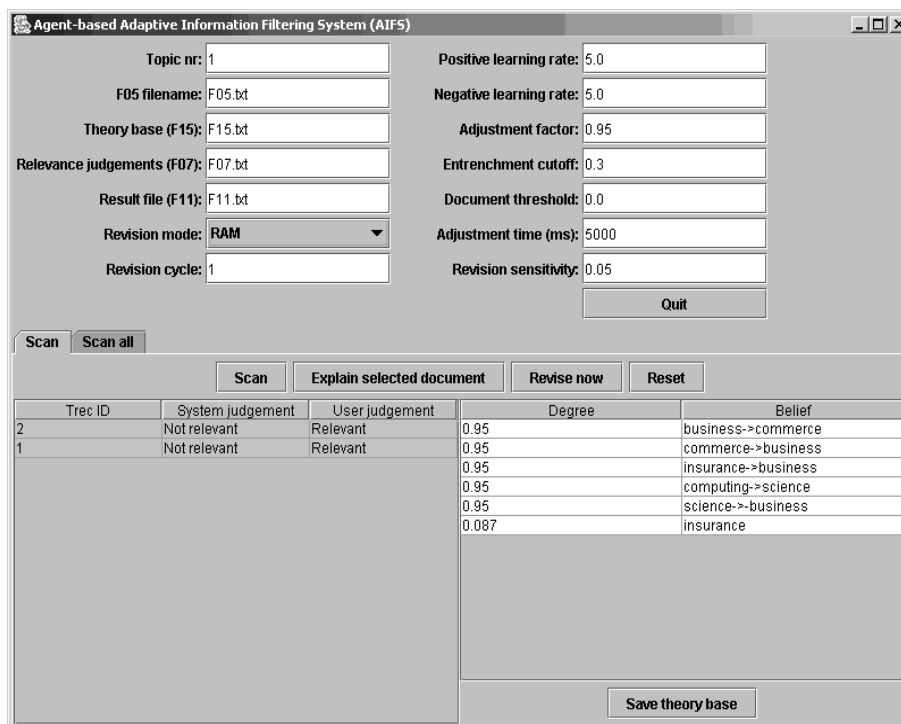 Agent-based Adaptive Information Filtering System (AIFS)
Topic nr: 1 Positive learning rate: 5.0
F05 filename: F05.txt Negative learning rate: 5.0
Theory base (F15): F15.txt Adjustment factor: 0.95
Relevance judgements (F07): F07.txt Entrenchment cutoff: 0.3
Result file (F11): F11.txt Document threshold: 0.0
Revision mode: RAM Adjustment time (ms): 5000
Revision cycle: 1 Revision sensitivity: 0.05
Quit
Scan Scan all
Scan Explain selected document Revise now Reset
Trec ID System judgement User judgement Degree Belief
2 Not relevant Relevant 0.95 business->commerce
1 Not relevant Relevant 0.95 commerce->business
0.95 insurance->business
0.95 computing->science
0.95 science->-business
0.087 insurance
Save theory base